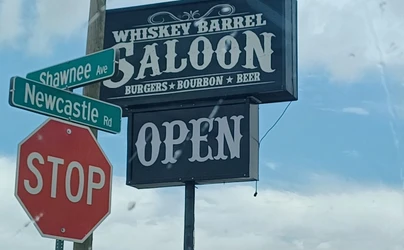 WHISKEY BARREL
SALOON
BURGERS★BOURBON★BEER
OPEN
Shawnee Ave
Newcastle Rd
STOP